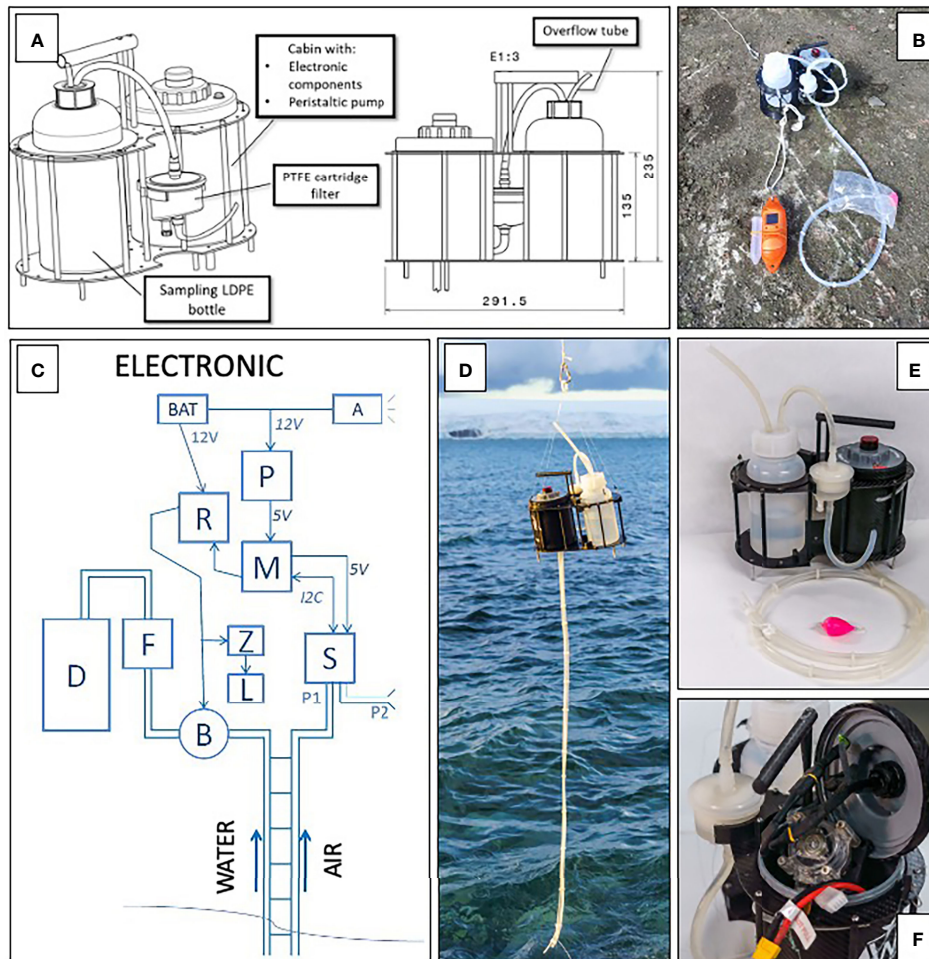 A
Cabin with:
• Electronic
components
• Peristaltic pump
PTFE cartridge
filter
Sampling LDPE
bottle
Overflow tube
E1:3
135
235
291.5
B
C
ELECTRONIC
BAT
A
12V
12V
P
R
5V
M
5V
I2C
D
F
Z
S
L
P1
P2
B
WATER
AIR
D
E
F